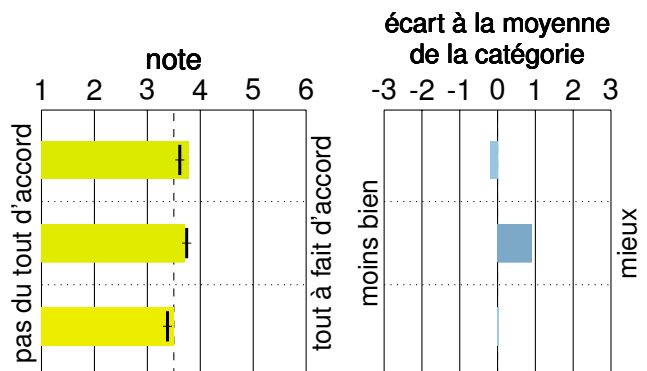 note
1 2 3 4 5 6
pas du tout d'accord
tout à fait d'accord
écart à la moyenne
de la catégorie
-3 -2 -1 0 1 2 3
moins bien
mieux